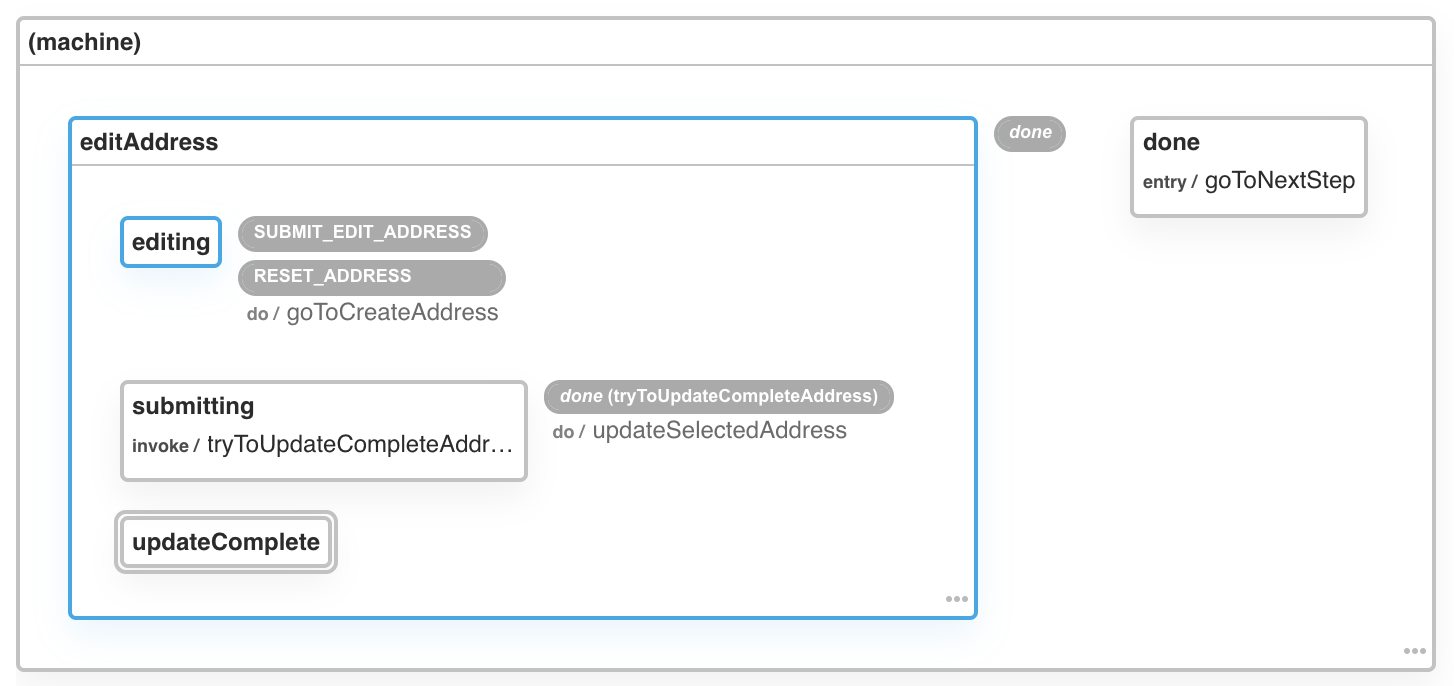 (machine)
editAddress
done
done
entry / goToNextStep
editing
SUBMIT_EDIT_ADDRESS
RESET_ADDRESS
do / goToCreateAddress
submitting
invoke / tryToUpdateCompleteAddr…
done (tryToUpdateCompleteAddress)
do / updateSelectedAddress
updateComplete